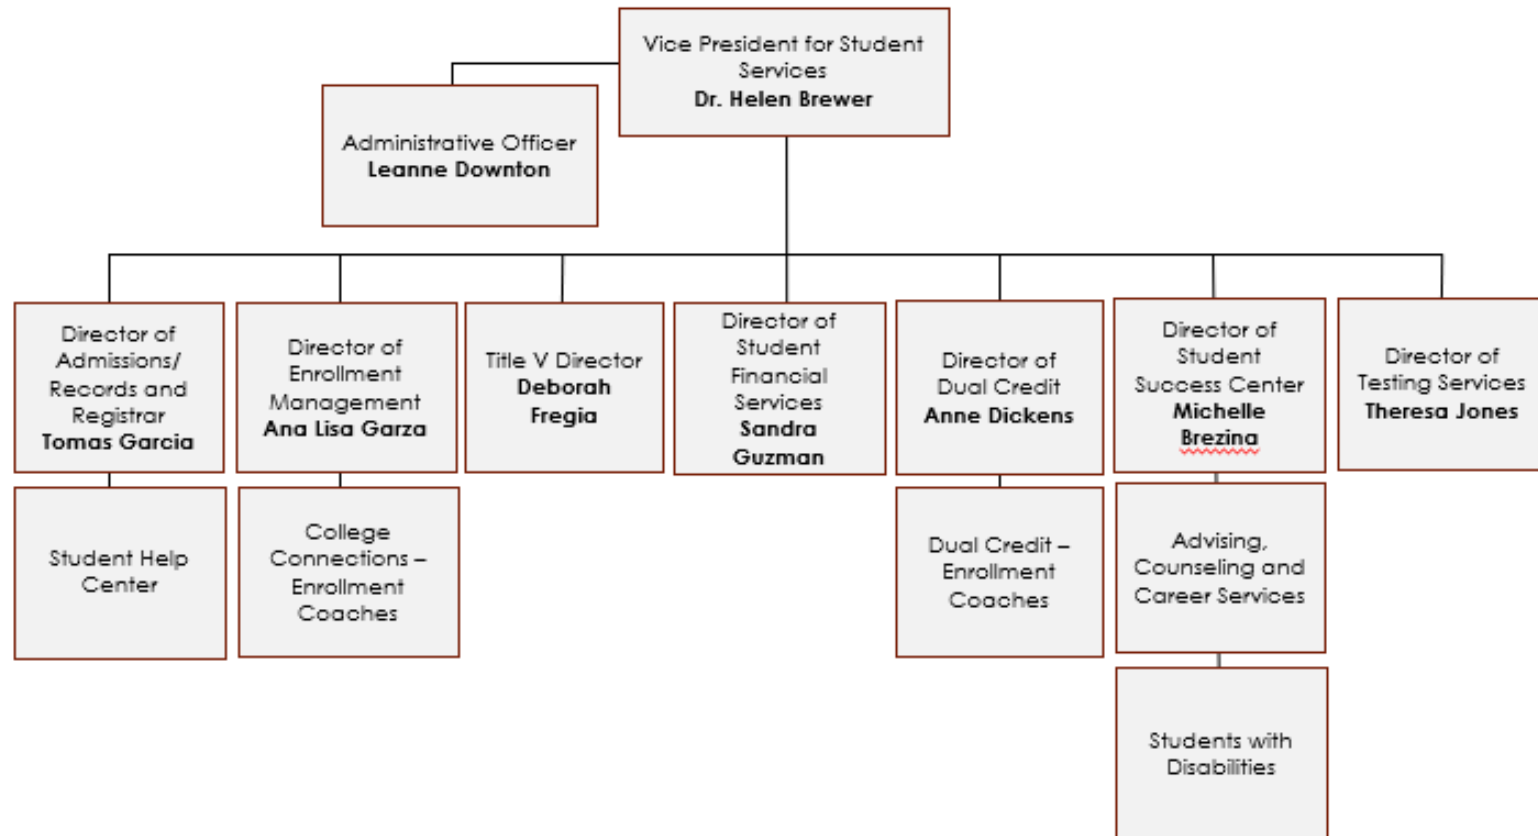 Vice President for Student
Services
Dr. Helen Brewer
Administrative Officer
Leanne Downton
Director of
Admissions/
Records and
Registrar
Tomas Garcia
Director of
Enrollment
Management
Ana Lisa Garza
Title V Director
Deborah
Fregia
Director of
Student
Financial
Services
Sandra
Guzman
Director of
Dual Credit
Anne Dickens
Director of
Student
Success Center
Michelle
Brezina
Director of
Testing Services
Theresa Jones
Student Help
Center
College
Connections –
Enrollment
Coaches
Dual Credit –
Enrollment
Coaches
Advising,
Counseling and
Career Services
Students with
Disabilities